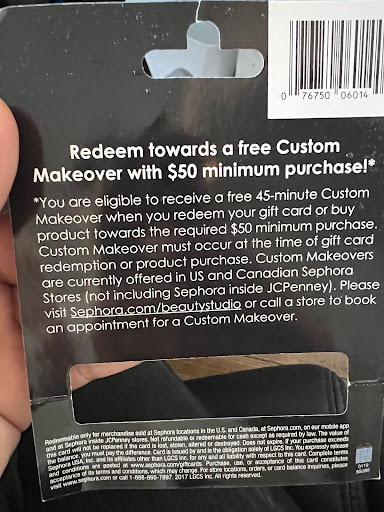 0 76750 06014
Redeem towards a free Custom
Makeover with $50 minimum purchase!*
*You are eligible to receive a free 45-minute Custom
Makeover when you redeem your gift card or buy
product towards the required $50 minimum purchase.
Custom Makeover must occur at the time of gift card
redemption or product purchase. Custom Makeovers
are currently offered in US and Canadian Sephora
Stores (not including Sephora inside JCPenney). Please
visit Sephora.com/beautystudio or call a store to book
an appointment for a Custom Makeover.
Redeemable only for merchandise sold at Sephora locations in the U.S. and Canada, at Sephora.com, on our mobile app
and at Sephora inside JCPenney stores. Not refundable or redeemable for cash except as required by law. The value of
this card will not be replaced if the card is lost, stolen, altered or destroyed. Does not expire. If your purchase exceeds
the balance, you must pay the difference. Card is issued by and is the obligation solely of LGCS Inc. You expressly release
Sephora USA, Inc. and its affiliates other than LGCS Inc. for any and all liability with respect to this card. Complete terms
and conditions are posted at www.sephora.com/giftcards. Purchase, use, or acceptance of this card constitutes
acceptance of its terms and conditions, which may change. For store locations, orders, or card balance inquiries, please
visit www.sephora.com or call 1-888-860-7897. 2017 LGCS Inc. All rights reserved.